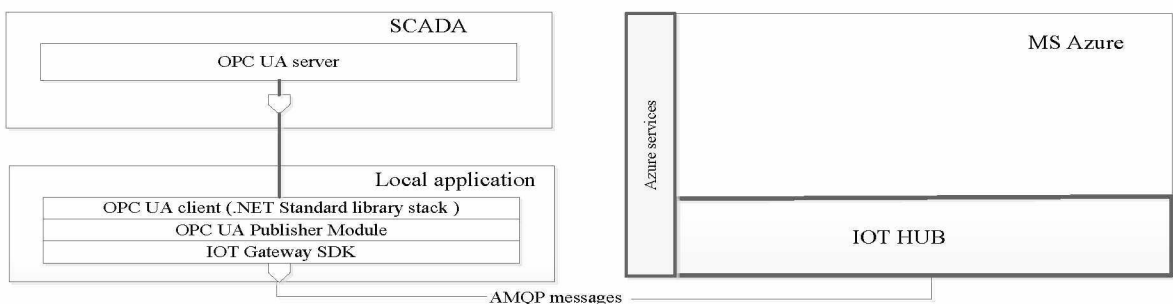 SCADA
OPC UA server
Local application
OPC UA client (.NET Standard library stack )
OPC UA Publisher Module
IOT Gateway SDK
AMQP messages
Azure services
MS Azure
IOT HUB